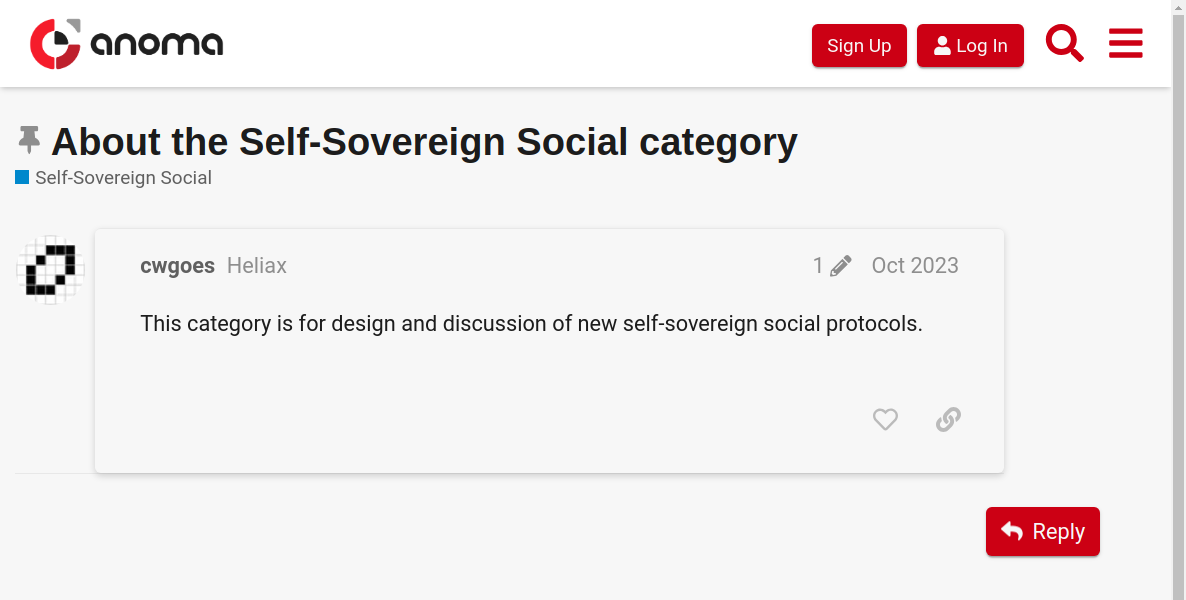 anoma
Sign Up
Log In
About the Self-Sovereign Social category
Self-Sovereign Social
cwgoes Heliax 1 Oct 2023
This category is for design and discussion of new self-sovereign social protocols.
Reply